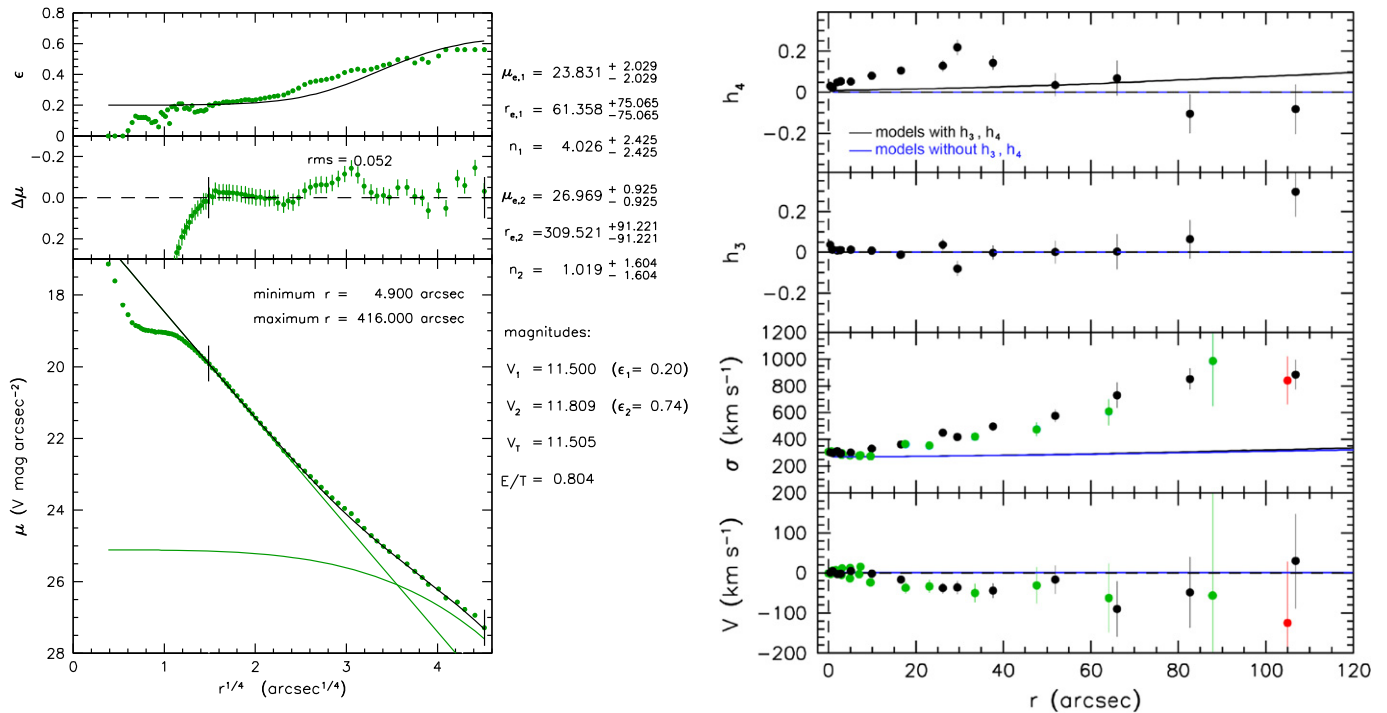 0.8
0.6
0.4
0.2
0
ϵ
−0.2
0.0
0.2
Δμ
rms = 0.052
18
20
22
24
26
28
μ (V mag arcsec⁻²)
minimum r = 4.900 arcsec
maximum r = 416.000 arcsec
0 1 2 3 4
r^1/4 (arcsec^1/4)
μe,1 = 23.831 + 2.029 − 2.029
re,1 = 61.358 +75.065 −75.065
n1 = 4.026 + 2.425 − 2.425
μe,2 = 26.969 + 0.925 − 0.925
re,2 =309.521 +91.221 −91.221
n2 = 1.019 + 1.604 − 1.604
magnitudes:
V1 = 11.500 (ϵ1= 0.20)
V2 = 11.809 (ϵ2= 0.74)
VT = 11.505
E/T = 0.804
0.2
0
−0.2
h4
models with h3, h4
models without h3, h4
0.2
0
−0.2
h3
1200
1000
800
600
400
200
σ (km s⁻¹)
200
100
0
−100
−200
V (km s⁻¹)
0 20 40 60 80 100 120
r (arcsec)